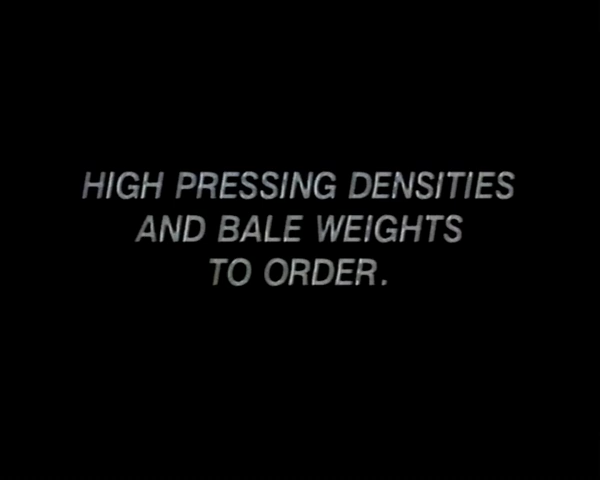 HIGH PRESSING DENSITIES
AND BALE WEIGHTS
TO ORDER.